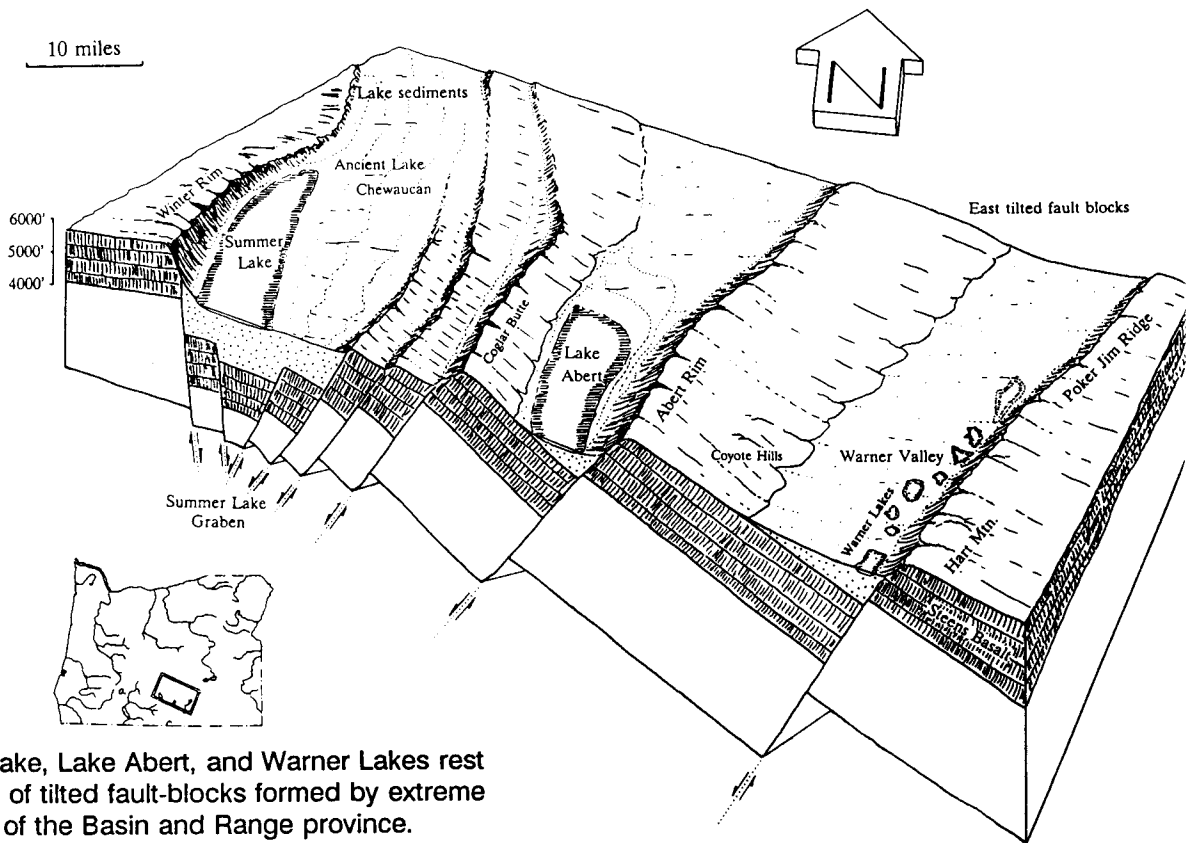 10 miles
N
Lake sediments
Ancient Lake
Chewaucan
Winter Rim
6000'
5000'
4000'
Summer
Lake
East tilted fault blocks
Coglar Butte
Lake
Abert
Abert Rim
Poker Jim Ridge
Coyote Hills
Warner Valley
Warner Lakes
Hart Mtn.
Summer Lake
Graben
Steens Basalt
ake, Lake Abert, and Warner Lakes rest
of tilted fault-blocks formed by extreme
of the Basin and Range province.